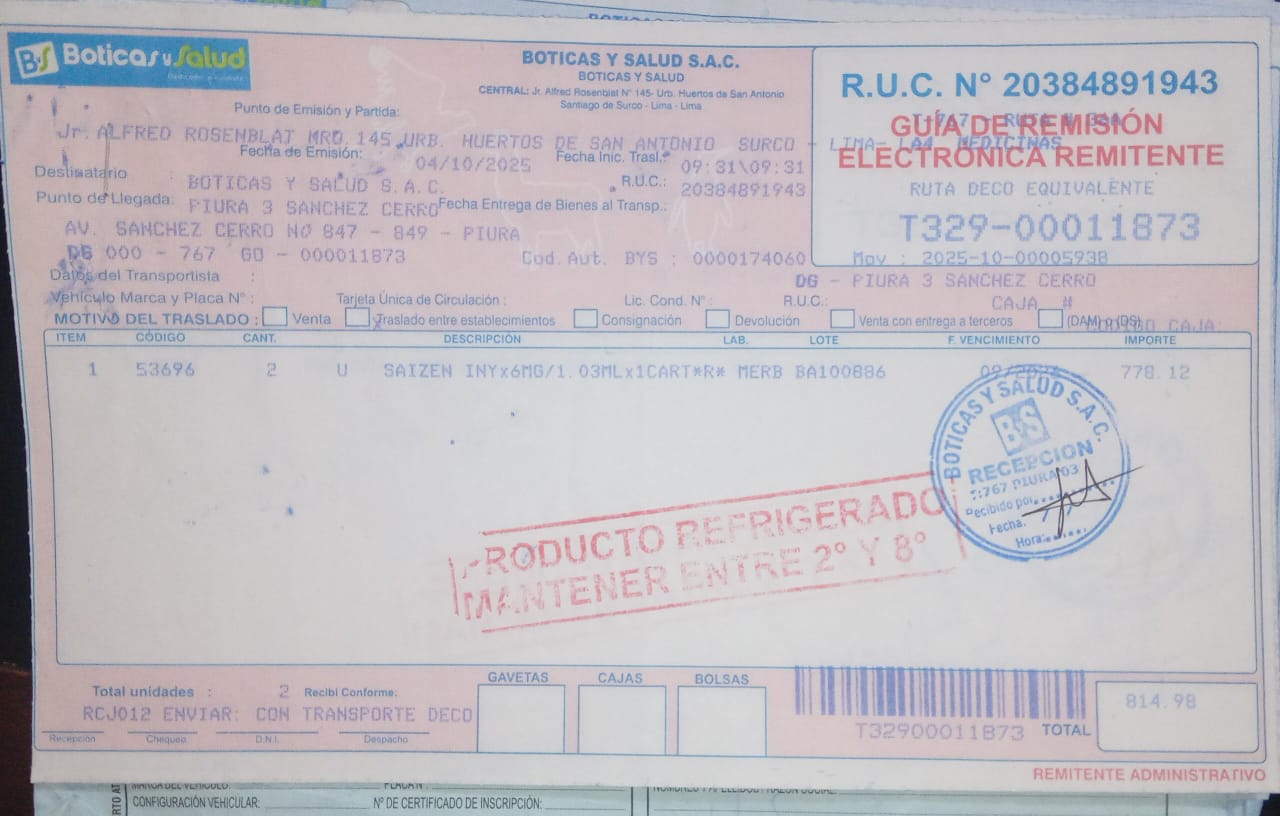 Boticas y Salud
BOTICAS Y SALUD S.A.C.
BOTICAS Y SALUD
CENTRAL: Jr. Alfred Rosenblat N° 145- Urb. Huertos de San Antonio
Santiago de Surco - Lima - Lima
R.U.C. N° 20384891943
GUÍA DE REMISIÓN
ELECTRÓNICA REMITENTE
RUTA DECO EQUIVALENTE
T329-00011873
Mov : 2025-10-00005938
Punto de Emisión y Partida:
Jr. ALFRED ROSENBLAT NRO. 145 URB. HUERTOS DE SAN ANTONIO SURCO - LIMA- MEDICINAS
Fecha de Emisión: 04/10/2025 Fecha Inic. Trasl.: 09:31\09:31
Destinatario : BOTICAS Y SALUD S.A.C. R.U.C.: 20384891943
Punto de Llegada: PIURA 3 SANCHEZ CERRO Fecha Entrega de Bienes al Transp.:
AV. SANCHEZ CERRO NO 847 - 849 - PIURA
DG 000 - 767 GD - 000011873 Cod. Aut. BYS : 0000174060
Datos del Transportista : DG - PIURA 3 SANCHEZ CERRO
Vehículo Marca y Placa N° : Tarjeta Única de Circulación : Lic. Cond. N° : R.U.C.: CAJA #
MOTIVO DEL TRASLADO : Venta Traslado entre establecimientos Consignación Devolución Venta con entrega a terceros (DAM) o (DS) CAJA:
ITEM CÓDIGO CANT. DESCRIPCIÓN LAB. LOTE F. VENCIMIENTO IMPORTE
1 53696 2 U SAIZEN INYx6MG/1.03MLx1CART*R* MERB BA100886 778.12
BOTICAS Y SALUD S.A.C.
BS
RECEPCION
T:767 PIURA 03
Recibido por
Fecha:
Hora:
PRODUCTO REFRIGERADO
MANTENER ENTRE 2° Y 8°
GAVETAS CAJAS BOLSAS
Total unidades : 2 Recibi Conforme:
RCJ012 ENVIAR: CON TRANSPORTE DECO
Recepción Chequeo D.N.I. Despacho
T32900011873 TOTAL 814.98
REMITENTE ADMINISTRATIVO
MARCA DEL VEHÍCULO:
CONFIGURACIÓN VEHICULAR: N° DE CERTIFICADO DE INSCRIPCIÓN: